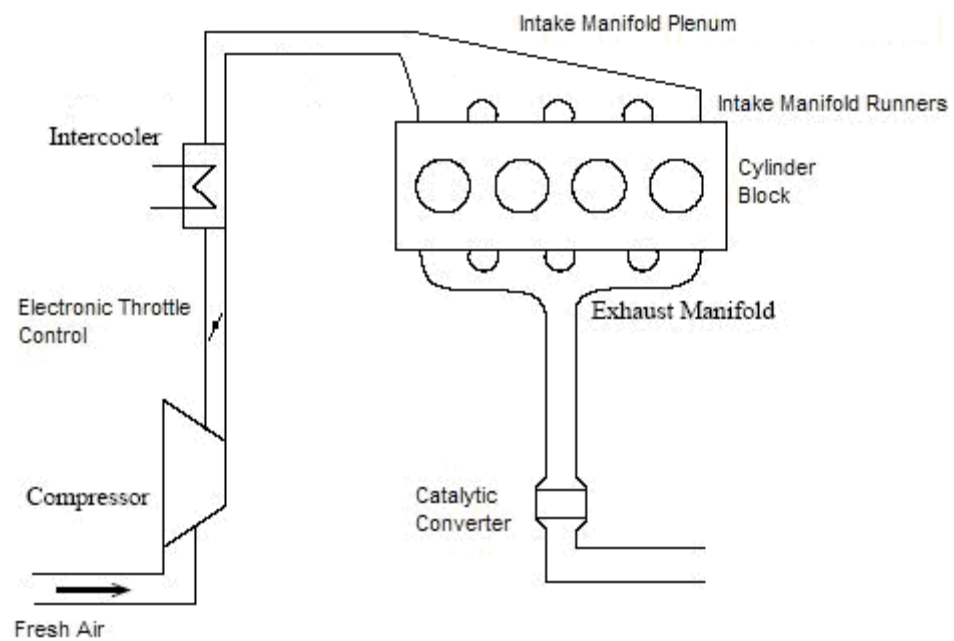 Intake Manifold Plenum
Intake Manifold Runners
Intercooler
Cylinder
Block
Electronic Throttle
Control
Exhaust Manifold
Compressor
Catalytic
Converter
Fresh Air